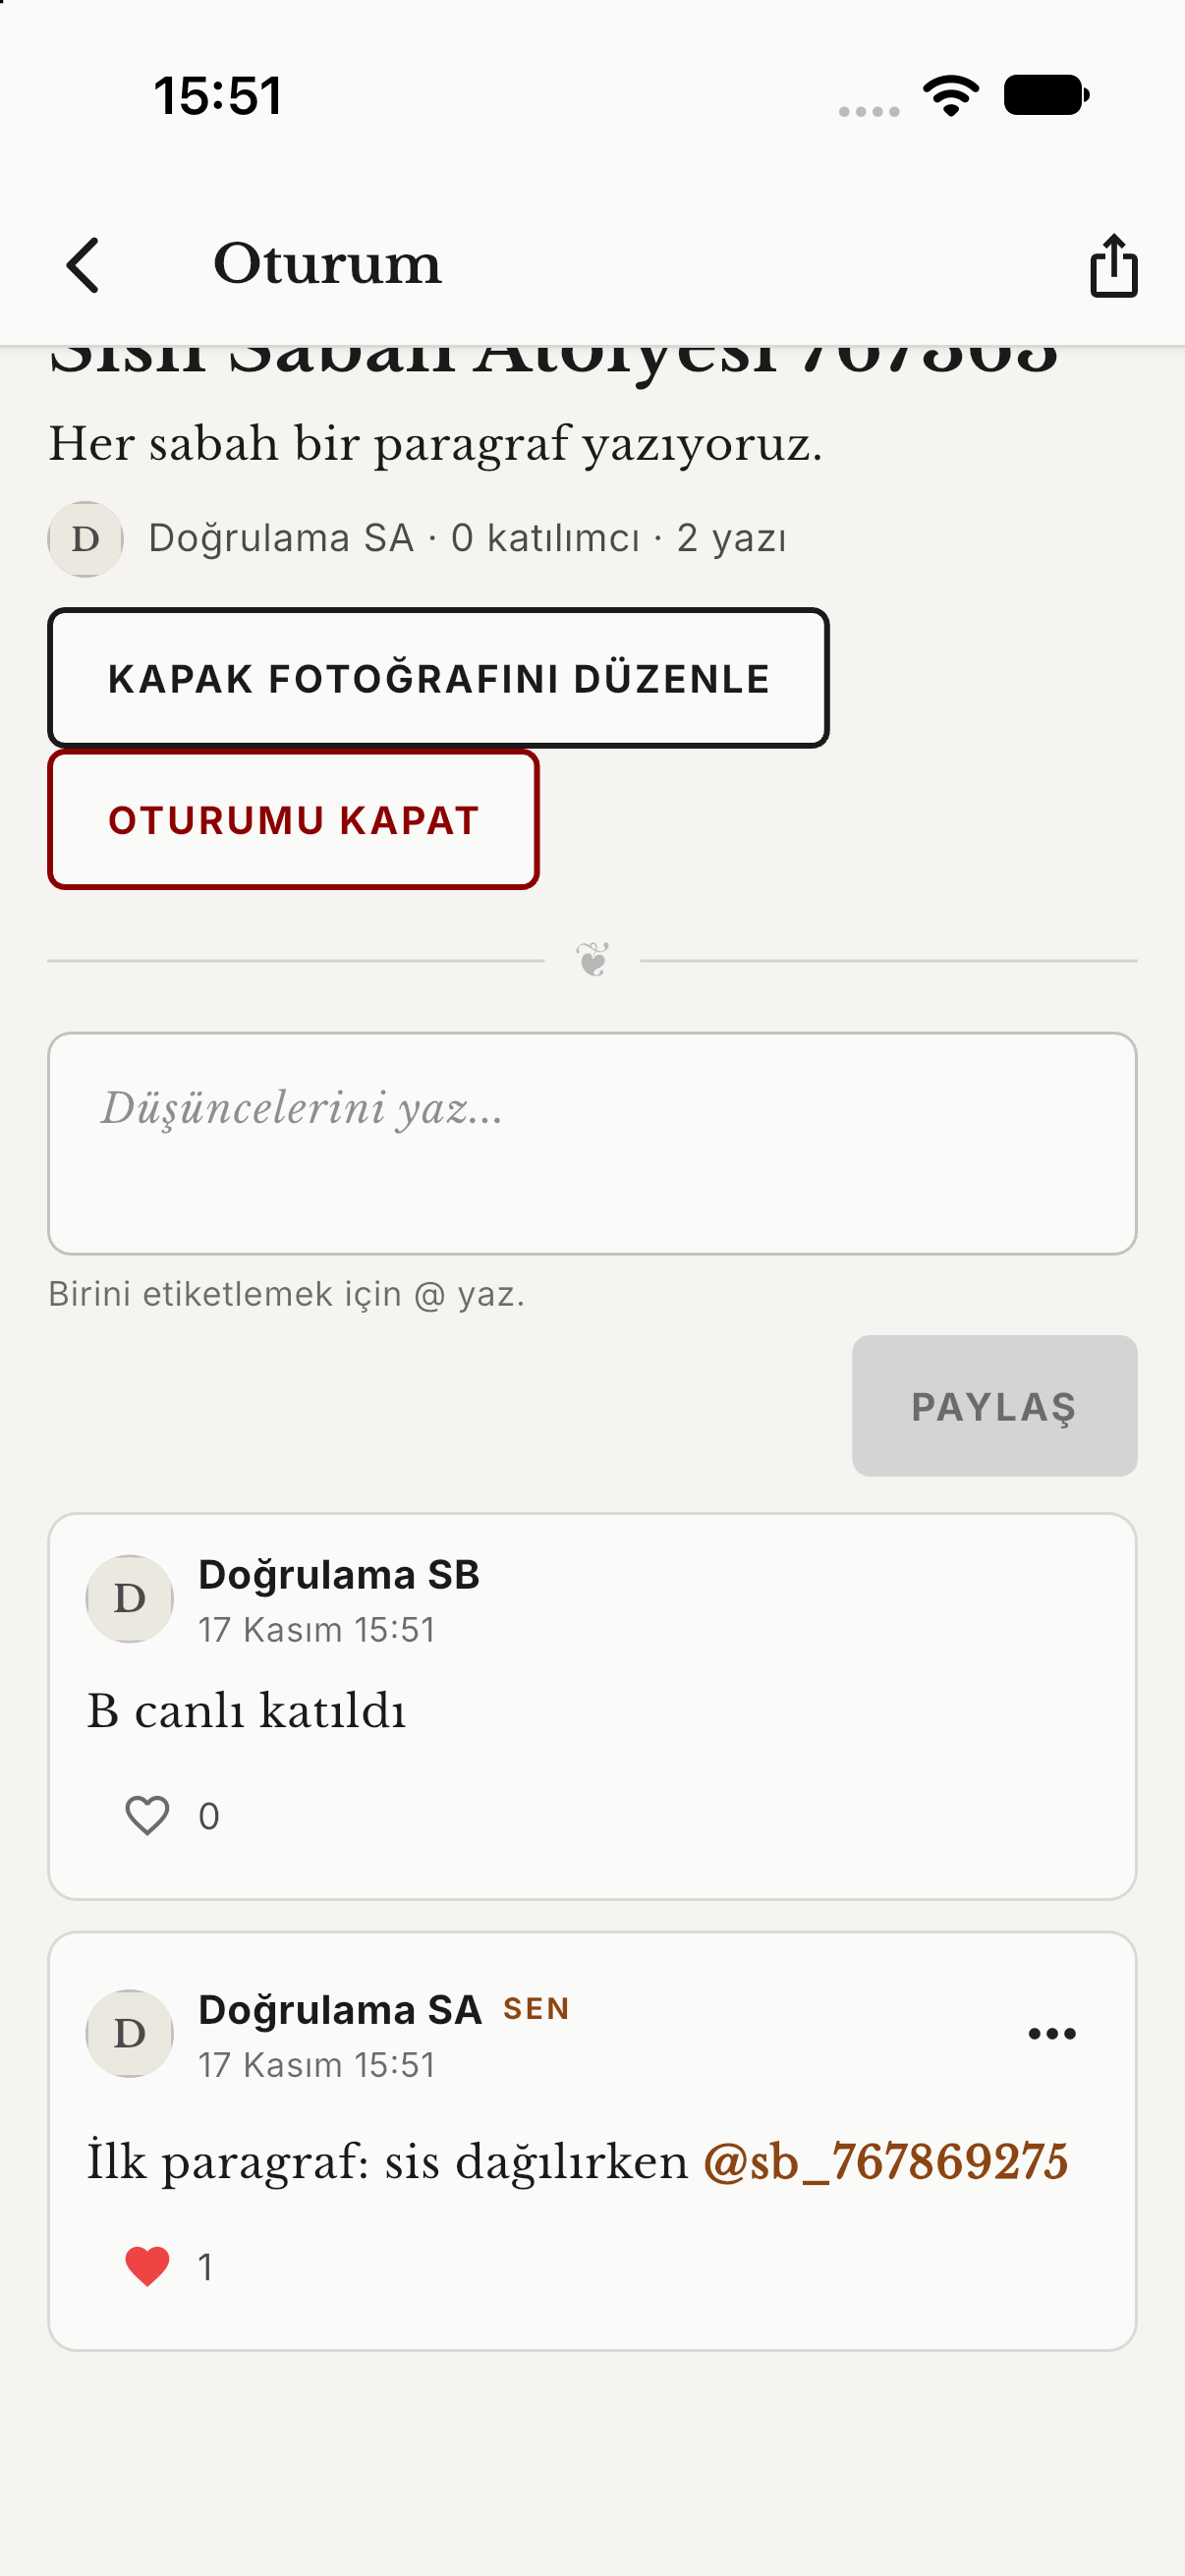 15:51
Oturum
Her sabah bir paragraf yazıyoruz.
D Doğrulama SA · 0 katılımcı · 2 yazı
KAPAK FOTOĞRAFINI DÜZENLE
OTURUMU KAPAT
Düşüncelerini yaz...
Birini etiketlemek için @ yaz.
PAYLAŞ
D Doğrulama SB
17 Kasım 15:51
B canlı katıldı
0
D Doğrulama SA SEN
17 Kasım 15:51
İlk paragraf: sis dağılırken @sb_767869275
1